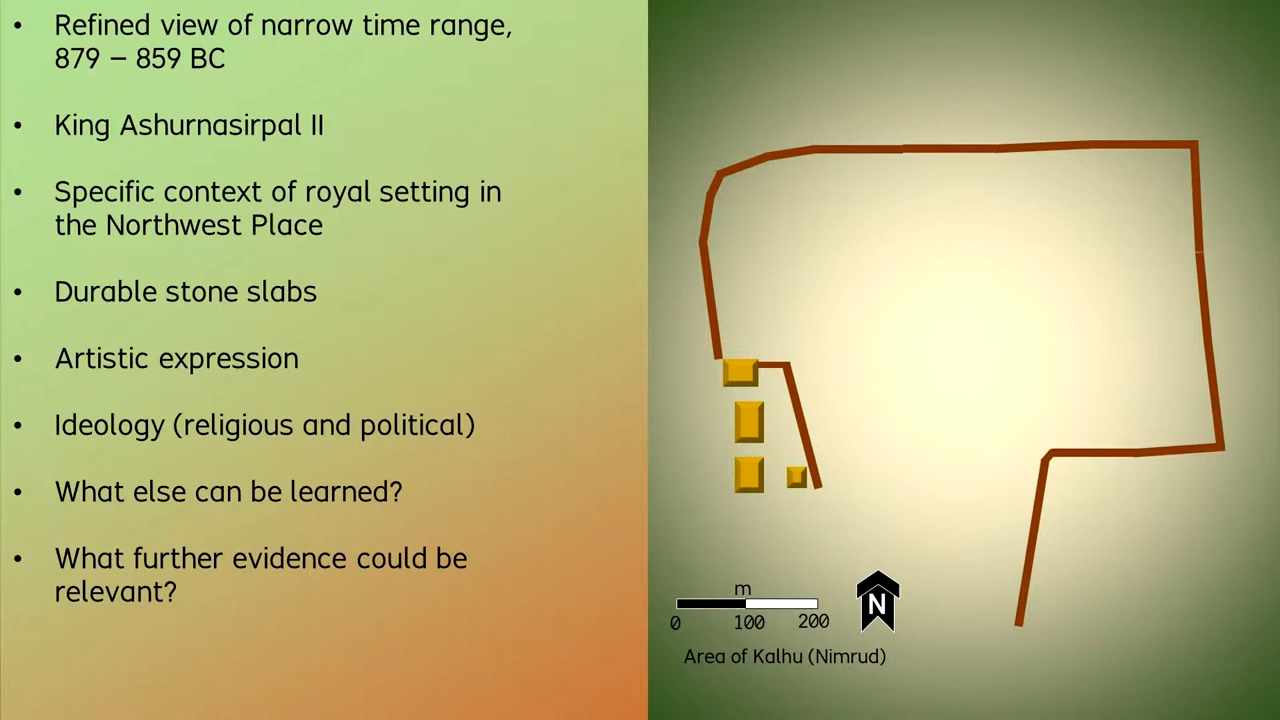 • Refined view of narrow time range,
879 – 859 BC
• King Ashurnasirpal II
• Specific context of royal setting in
the Northwest Place
• Durable stone slabs
• Artistic expression
• Ideology (religious and political)
• What else can be learned?
• What further evidence could be
relevant?
m
0 100 200
N
Area of Kalhu (Nimrud)